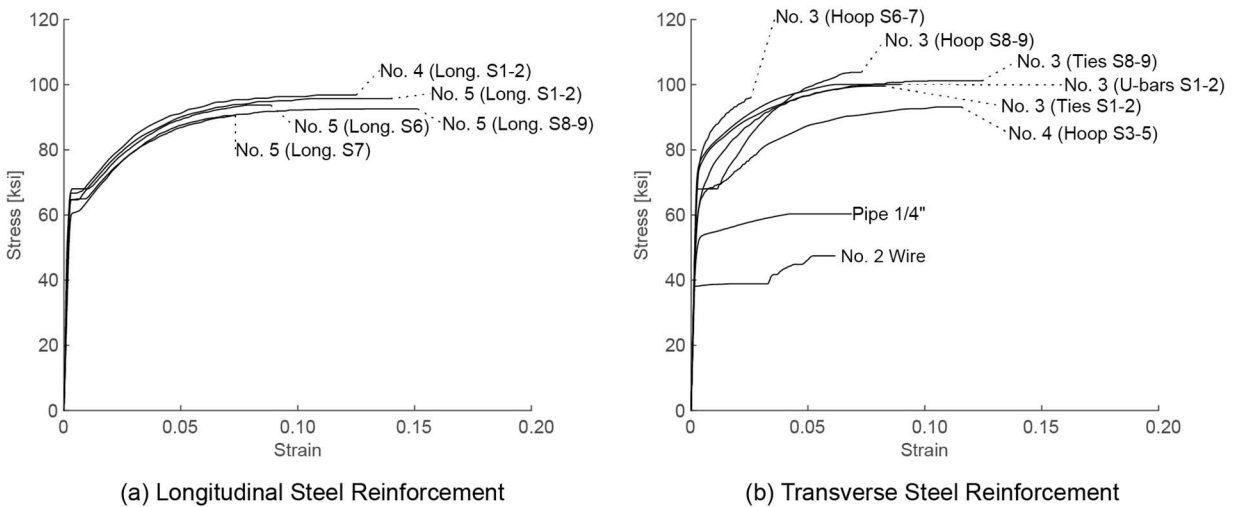 120
100
80
60
40
20
0
Stress [ksi]
0
0.05
0.10
0.15
0.20
Strain
No. 4 (Long. S1-2)
No. 5 (Long. S1-2)
No. 5 (Long. S6)
No. 5 (Long. S8-9)
No. 5 (Long. S7)
(a) Longitudinal Steel Reinforcement
120
100
80
60
40
20
0
Stress [ksi]
0
0.05
0.10
0.15
0.20
Strain
No. 3 (Hoop S6-7)
No. 3 (Hoop S8-9)
No. 3 (Ties S8-9)
No. 3 (U-bars S1-2)
No. 3 (Ties S1-2)
No. 4 (Hoop S3-5)
Pipe 1/4"
No. 2 Wire
(b) Transverse Steel Reinforcement